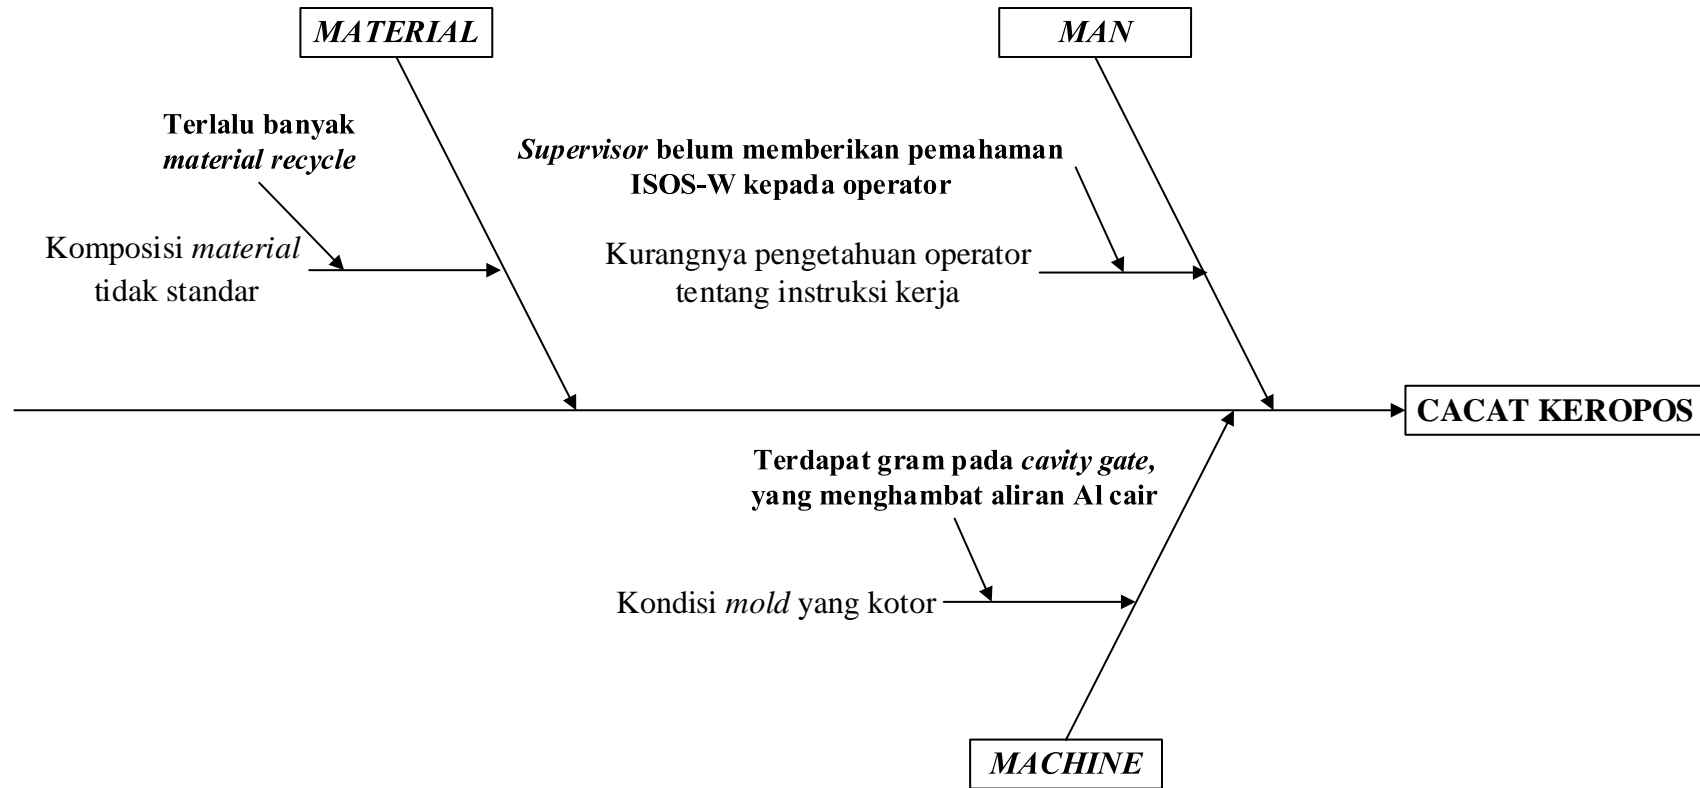 MATERIAL
MAN
Terlalu banyak
material recycle
Supervisor belum memberikan pemahaman
ISOS-W kepada operator
Komposisi material
tidak standar
Kurangnya pengetahuan operator
tentang instruksi kerja
CACAT KEROPOS
Terdapat gram pada cavity gate,
yang menghambat aliran Al cair
Kondisi mold yang kotor
MACHINE